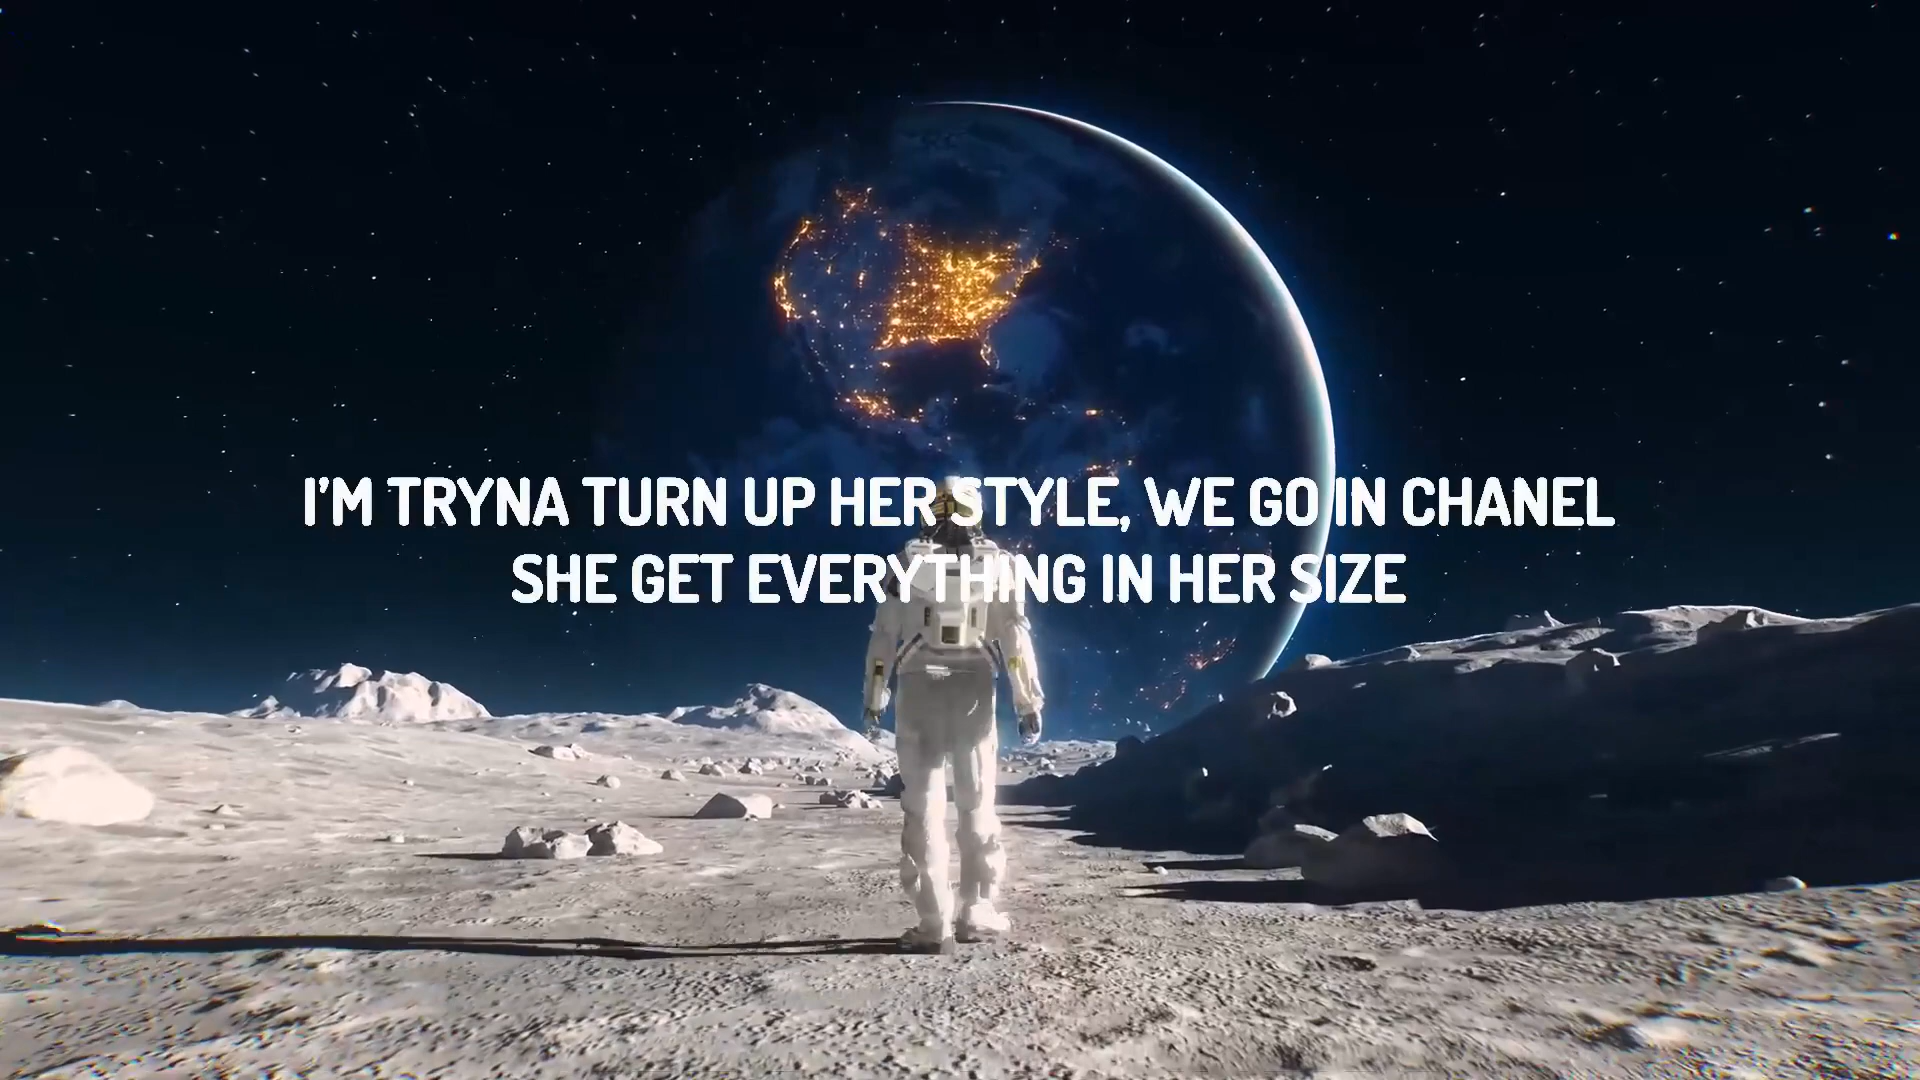 I'M TRYNA TURN UP HER STYLE, WE GO IN CHANEL
SHE GET EVERYTHING IN HER SIZE